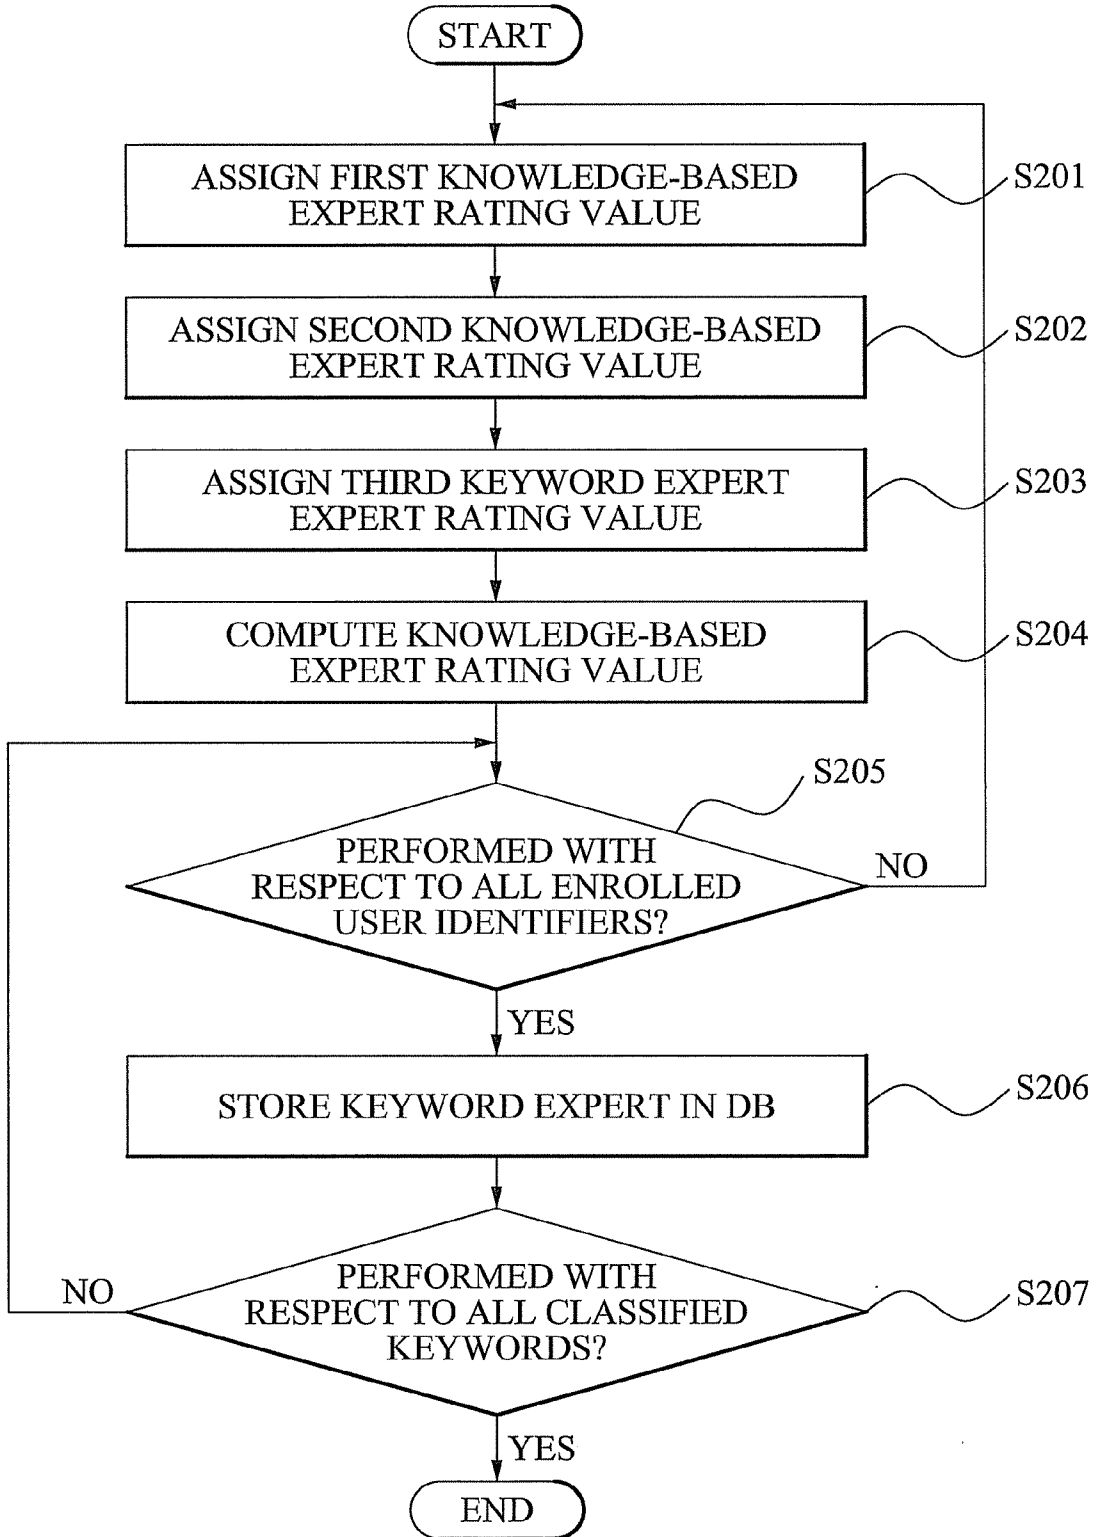 START
ASSIGN FIRST KNOWLEDGE-BASED
EXPERT RATING VALUE
S201
ASSIGN SECOND KNOWLEDGE-BASED
EXPERT RATING VALUE
S202
ASSIGN THIRD KEYWORD EXPERT
EXPERT RATING VALUE
S203
COMPUTE KNOWLEDGE-BASED
EXPERT RATING VALUE
S204
S205
PERFORMED WITH
RESPECT TO ALL ENROLLED
USER IDENTIFIERS?
NO
YES
STORE KEYWORD EXPERT IN DB
S206
PERFORMED WITH
RESPECT TO ALL CLASSIFIED
KEYWORDS?
NO
S207
YES
END